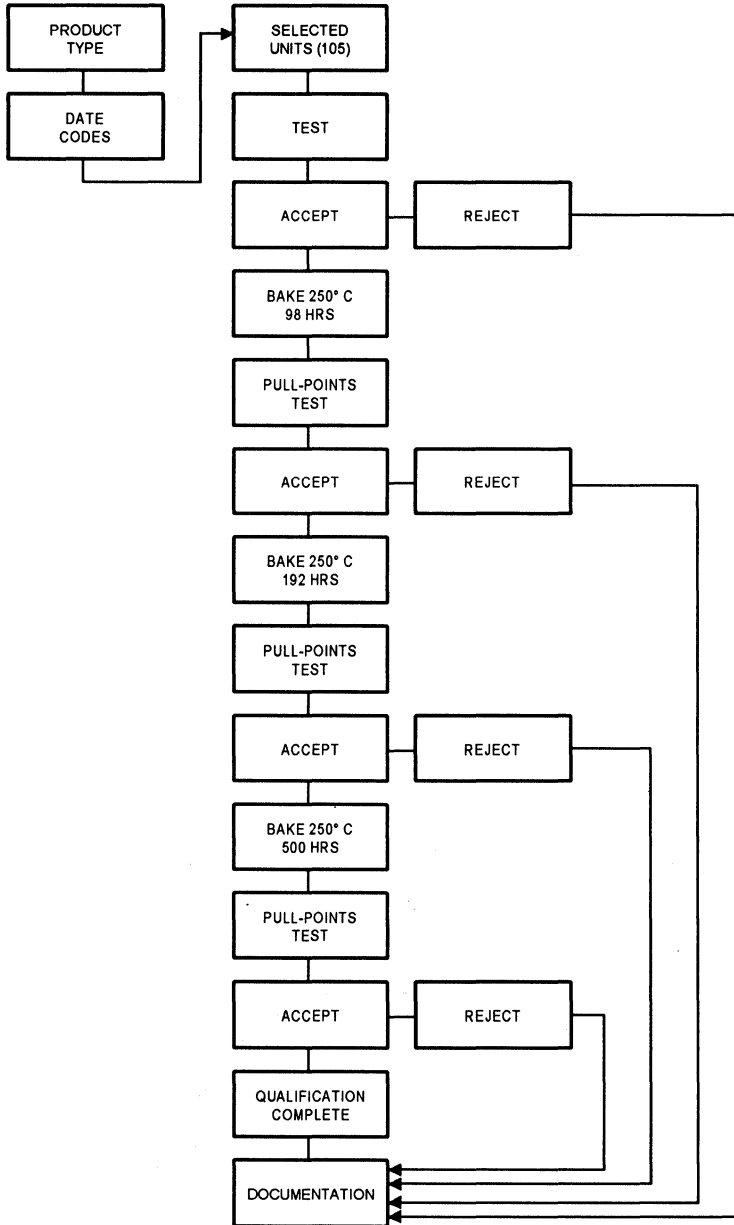 PRODUCT
TYPE
DATE
CODES
SELECTED
UNITS (105)
TEST
ACCEPT
REJECT
BAKE 250° C
98 HRS
PULL-POINTS
TEST
ACCEPT
REJECT
BAKE 250° C
192 HRS
PULL-POINTS
TEST
ACCEPT
REJECT
BAKE 250° C
500 HRS
PULL-POINTS
TEST
ACCEPT
REJECT
QUALIFICATION
COMPLETE
DOCUMENTATION